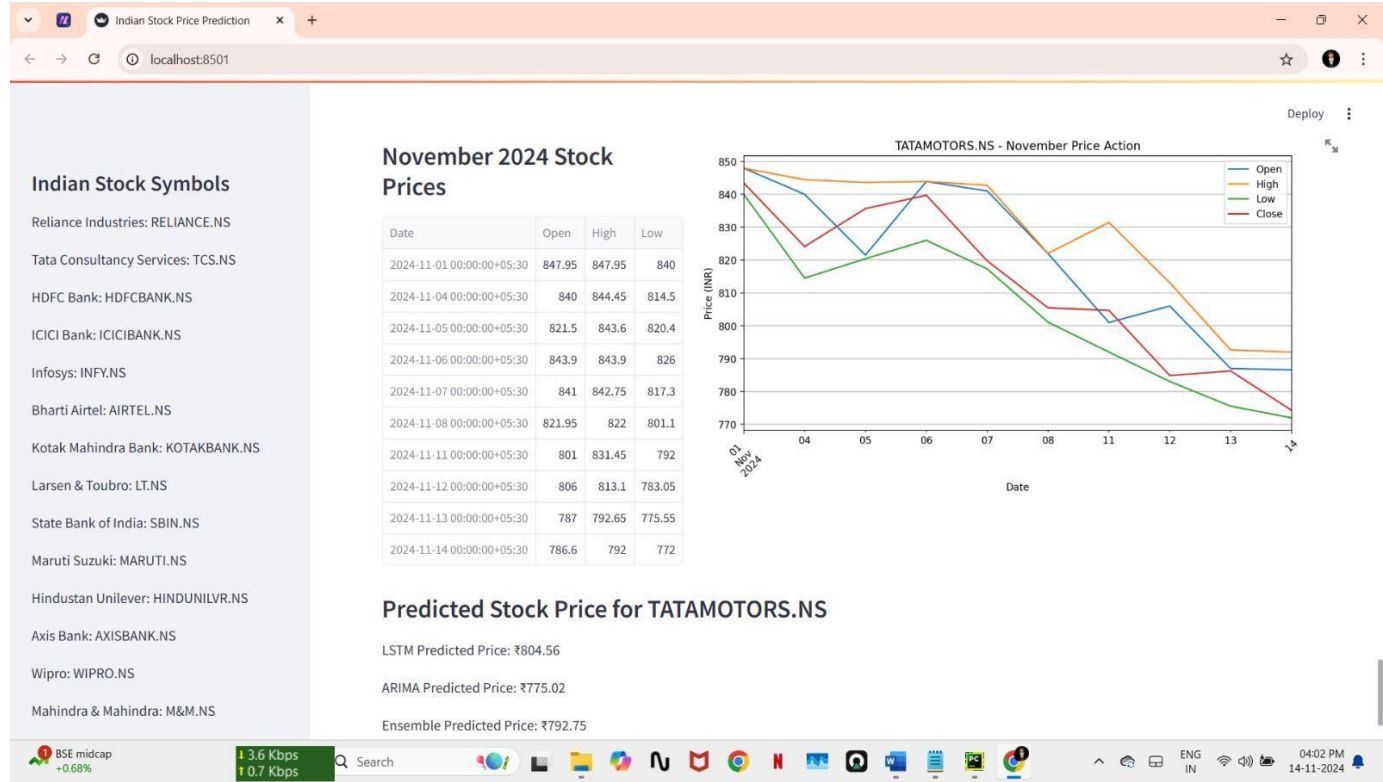 Indian Stock Price Prediction
localhost:8501
Deploy
Indian Stock Symbols
Reliance Industries: RELIANCE.NS
Tata Consultancy Services: TCS.NS
HDFC Bank: HDFCBANK.NS
ICICI Bank: ICICIBANK.NS
Infosys: INFY.NS
Bharti Airtel: AIRTEL.NS
Kotak Mahindra Bank: KOTAKBANK.NS
Larsen & Toubro: LT.NS
State Bank of India: SBIN.NS
Maruti Suzuki: MARUTI.NS
Hindustan Unilever: HINDUNILVR.NS
Axis Bank: AXISBANK.NS
Wipro: WIPRO.NS
Mahindra & Mahindra: M&M.NS
November 2024 Stock
Prices
Date Open High Low
2024-11-01 00:00:00+05:30 847.95 847.95 840
2024-11-04 00:00:00+05:30 840 844.45 814.5
2024-11-05 00:00:00+05:30 821.5 843.6 820.4
2024-11-06 00:00:00+05:30 843.9 843.9 826
2024-11-07 00:00:00+05:30 841 842.75 817.3
2024-11-08 00:00:00+05:30 821.95 822 801.1
2024-11-11 00:00:00+05:30 801 831.45 792
2024-11-12 00:00:00+05:30 806 813.1 783.05
2024-11-13 00:00:00+05:30 787 792.65 775.55
2024-11-14 00:00:00+05:30 786.6 792 772
TATAMOTORS.NS - November Price Action
Open
High
Low
Close
Price (INR)
850
840
830
820
810
800
790
780
770
01 04 05 06 07 08 11 12 13 14
Nov
2024
Date
Predicted Stock Price for TATAMOTORS.NS
LSTM Predicted Price: ₹804.56
ARIMA Predicted Price: ₹775.02
Ensemble Predicted Price: ₹792.75
1
BSE midcap
+0.68%
3.6 Kbps
0.7 Kbps
Search
N
W
PC
ENG
IN
04:02 PM
14-11-2024